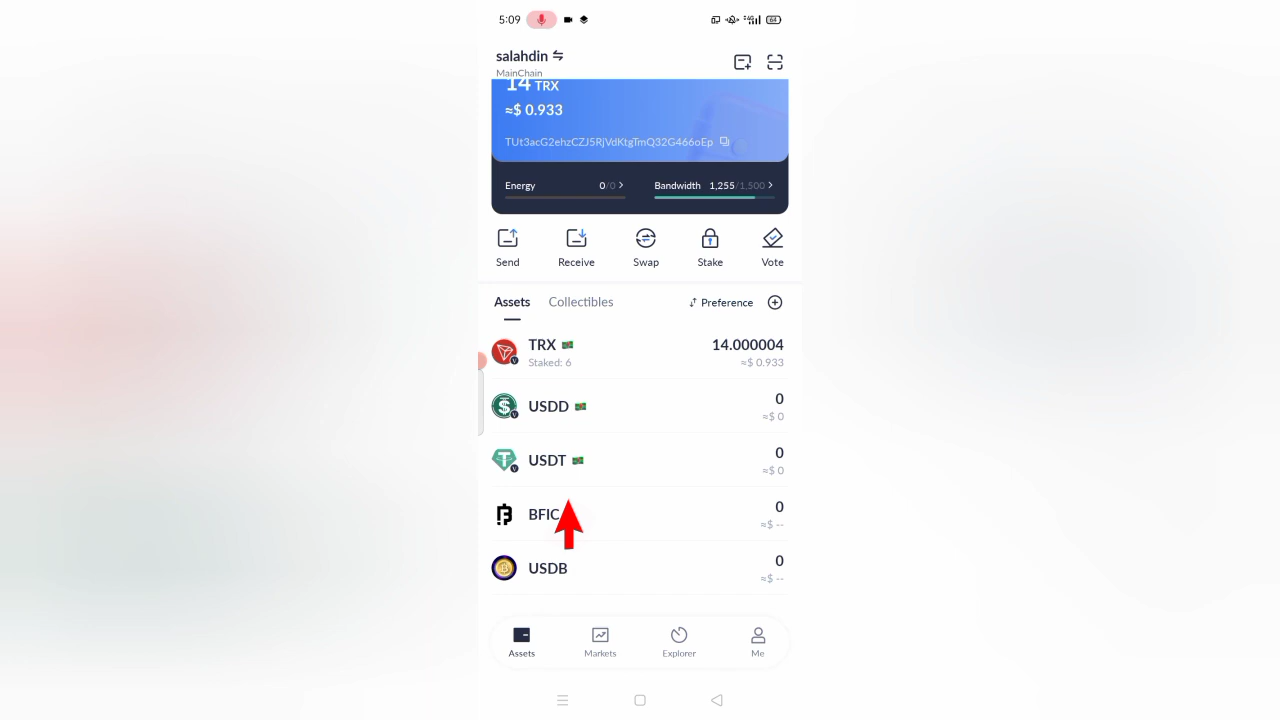 5:09 64
salahdin
MainChain
14 TRX
≈$ 0.933
TUt3acG2ehzCZJ5RjVdKtgTmQ32G466oEp
Energy 0/0 Bandwidth 1,255/1,500
Send Receive Swap Stake Vote
Assets Collectibles Preference
TRX 14.000004
Staked: 6 ≈$ 0.933
USDD 0
≈$ 0
USDT 0
≈$ 0
BFIC 0
≈$ --
USDB 0
≈$ --
Assets Markets Explorer Me